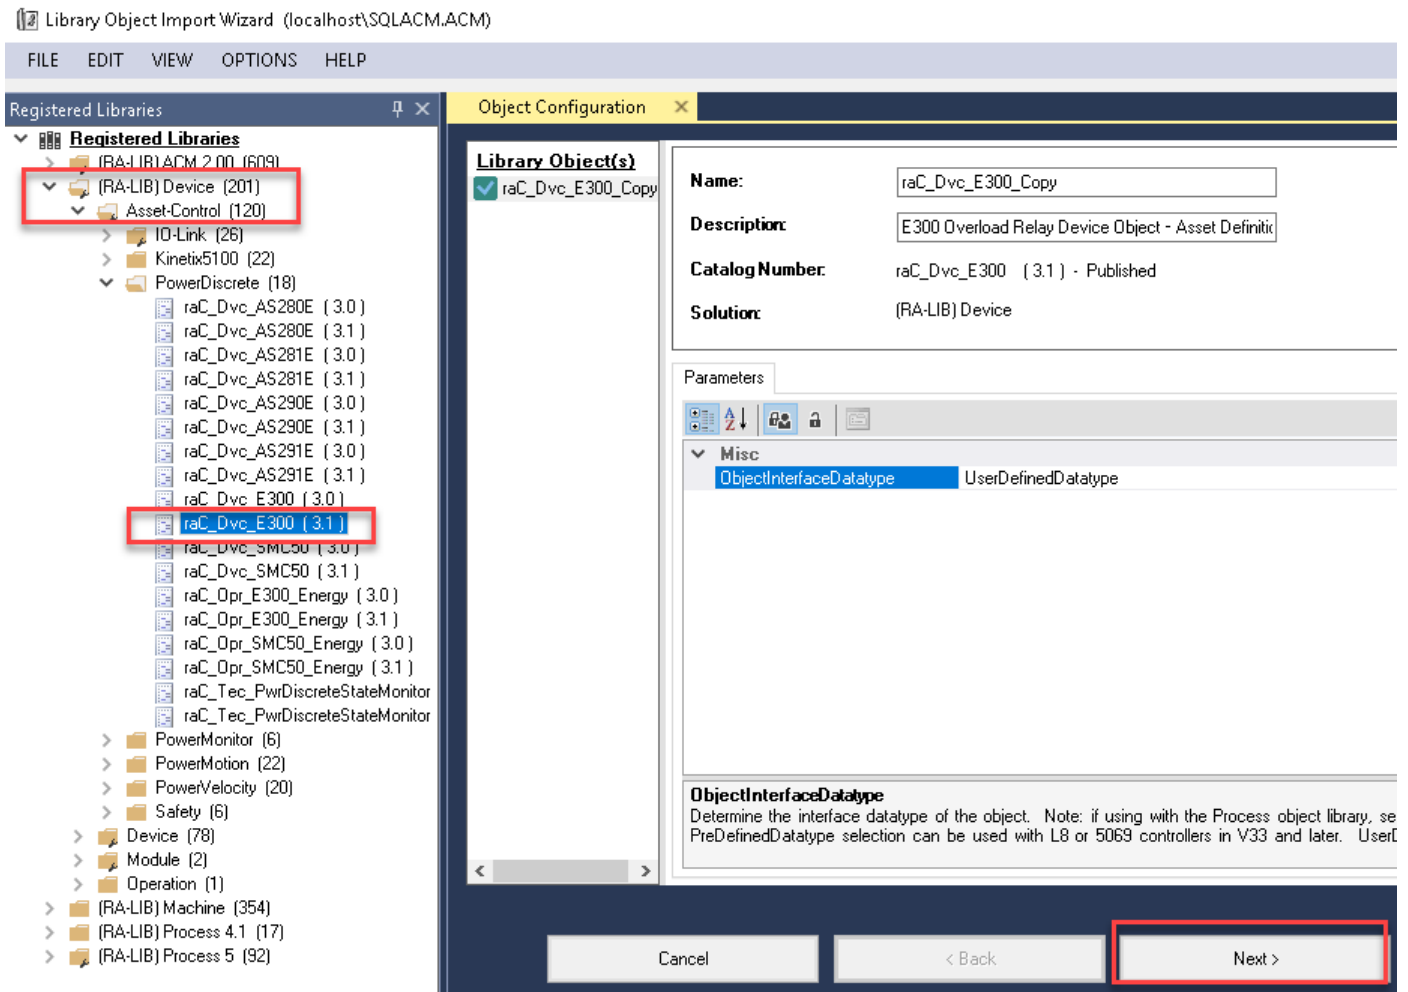 Library Object Import Wizard (localhost\SQLACM.ACM)
FILE EDIT VIEW OPTIONS HELP
Registered Libraries
Registered Libraries
(RA-LIB) ACM 2.00 (609)
(RA-LIB) Device (201)
Asset-Control (120)
IO-Link (26)
Kinetix5100 (22)
PowerDiscrete (18)
raC_Dvc_AS280E (3.0)
raC_Dvc_AS280E (3.1)
raC_Dvc_AS281E (3.0)
raC_Dvc_AS281E (3.1)
raC_Dvc_AS290E (3.0)
raC_Dvc_AS290E (3.1)
raC_Dvc_AS291E (3.0)
raC_Dvc_AS291E (3.1)
raC_Dvc_E300 (3.0)
raC_Dvc_E300 (3.1)
raC_Dvc_SMC50 (3.0)
raC_Dvc_SMC50 (3.1)
raC_Opr_E300_Energy (3.0)
raC_Opr_E300_Energy (3.1)
raC_Opr_SMC50_Energy (3.0)
raC_Opr_SMC50_Energy (3.1)
raC_Tec_PwrDiscreteStateMonitor
raC_Tec_PwrDiscreteStateMonitor
PowerMonitor (6)
PowerMotion (22)
PowerVelocity (20)
Safety (6)
Device (78)
Module (2)
Operation (1)
(RA-LIB) Machine (354)
(RA-LIB) Process 4.1 (17)
(RA-LIB) Process 5 (92)
Object Configuration
Library Object(s)
raC_Dvc_E300_Copy
Name: raC_Dvc_E300_Copy
Description: E300 Overload Relay Device Object - Asset Definitic
Catalog Number: raC_Dvc_E300 (3.1) - Published
Solution: (RA-LIB) Device
Parameters
Misc
ObjectInterfaceDatatype UserDefinedDatatype
ObjectInterfaceDatatype
Determine the interface datatype of the object. Note: if using with the Process object library, se
PreDefinedDatatype selection can be used with L8 or 5069 controllers in V33 and later. UserD
Cancel < Back Next >